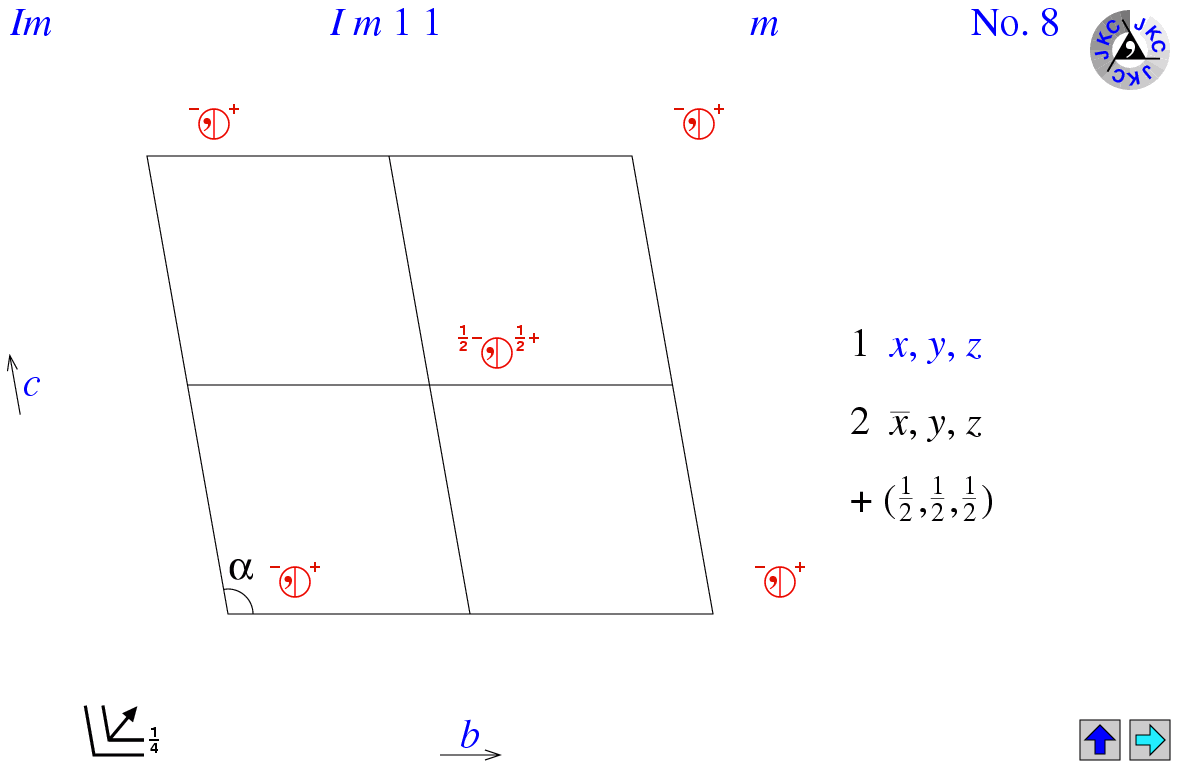 Im I m 1 1 m No. 8
JKC JKC JKC
− , + − , +
1/2 − , 1/2 +
1 x, y, z
c
2 x̅, y, z
+ (1/2, 1/2, 1/2)
α − , + − , +
b
1/4